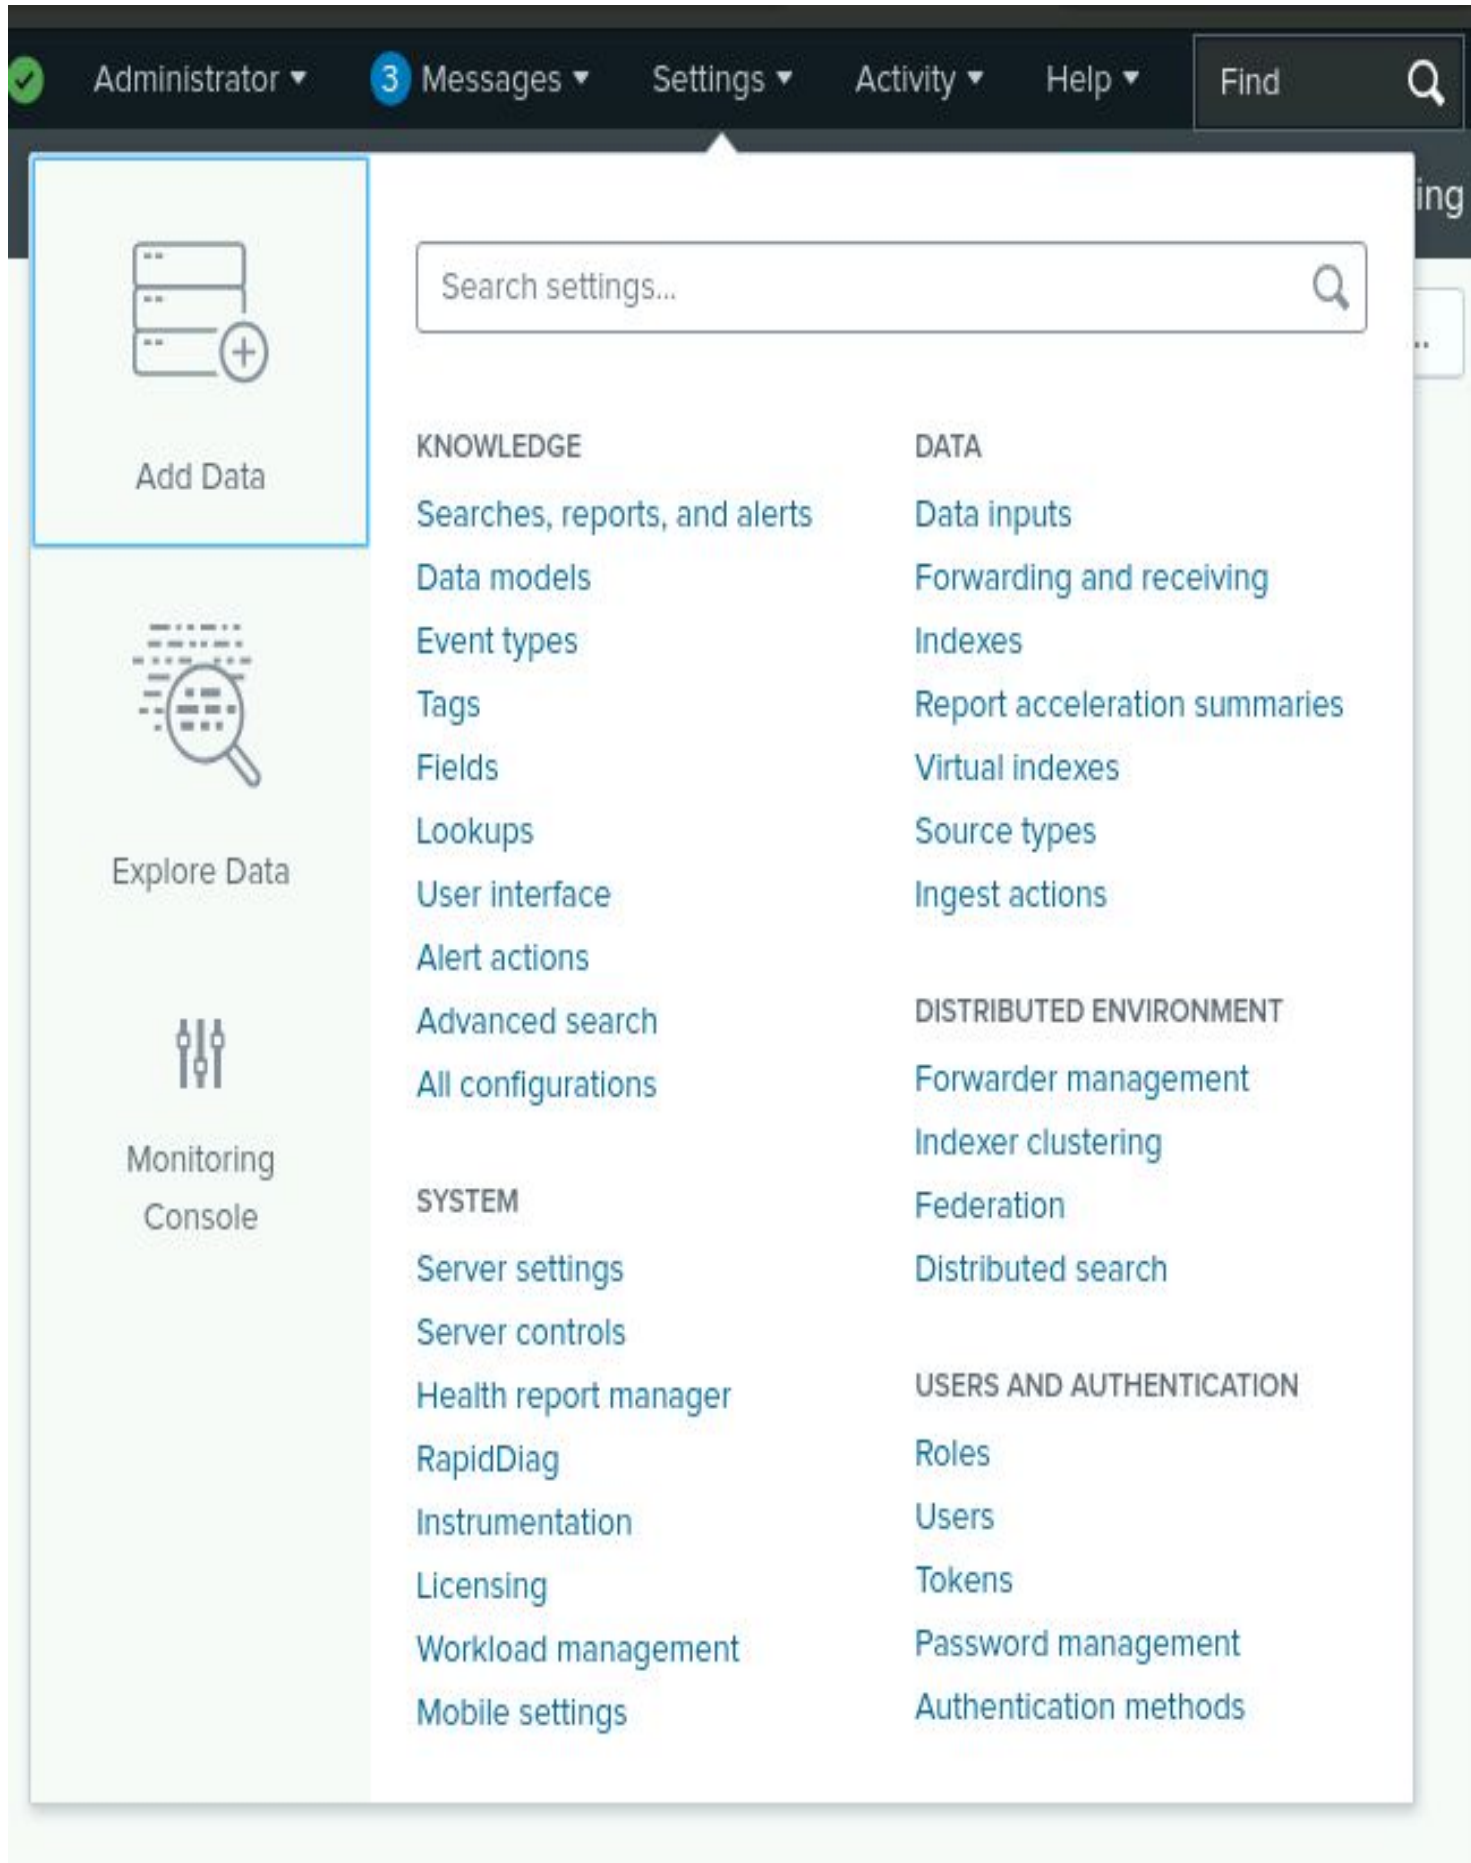 Administrator
3 Messages
Settings
Activity
Help
Find
ing
Add Data
Explore Data
Monitoring
Console
Search settings...
KNOWLEDGE
Searches, reports, and alerts
Data models
Event types
Tags
Fields
Lookups
User interface
Alert actions
Advanced search
All configurations
SYSTEM
Server settings
Server controls
Health report manager
RapidDiag
Instrumentation
Licensing
Workload management
Mobile settings
DATA
Data inputs
Forwarding and receiving
Indexes
Report acceleration summaries
Virtual indexes
Source types
Ingest actions
DISTRIBUTED ENVIRONMENT
Forwarder management
Indexer clustering
Federation
Distributed search
USERS AND AUTHENTICATION
Roles
Users
Tokens
Password management
Authentication methods